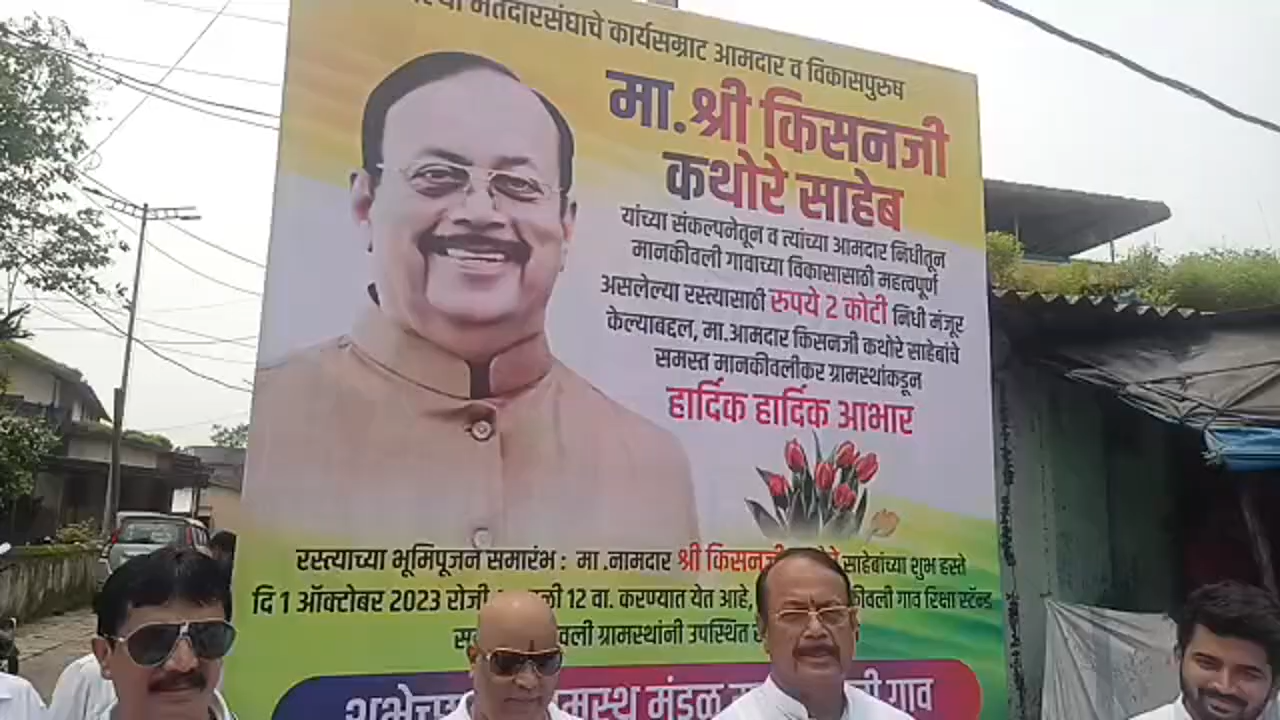 मतदारसंघाचे कार्यसम्राट आमदार व विकासपुरुष
मा. श्री किसनजी
कथोरे साहेब
यांच्या संकल्पनेतून व त्यांच्या आमदार निधीतून
मानकीवली गावाच्या विकासासाठी महत्वपूर्ण
असलेल्या रस्त्यासाठी रुपये 2 कोटी निधी मंजूर
केल्याबद्दल, मा.आमदार किसनजी कथोरे साहेबांचे
समस्त मानकीवलीकर ग्रामस्थांकडून
हार्दिक हार्दिक आभार
रस्त्याच्या भूमिपूजन समारंभ : मा .नामदार श्री साहेबांच्या शुभ हस्ते
दि 1 ऑक्टोबर 2023 रोजी 12 वा. करण्यात येत आहे, गाव रिक्षा स्टॅन्ड
ग्रामस्थांनी उपस्थित
मंडळ गाव